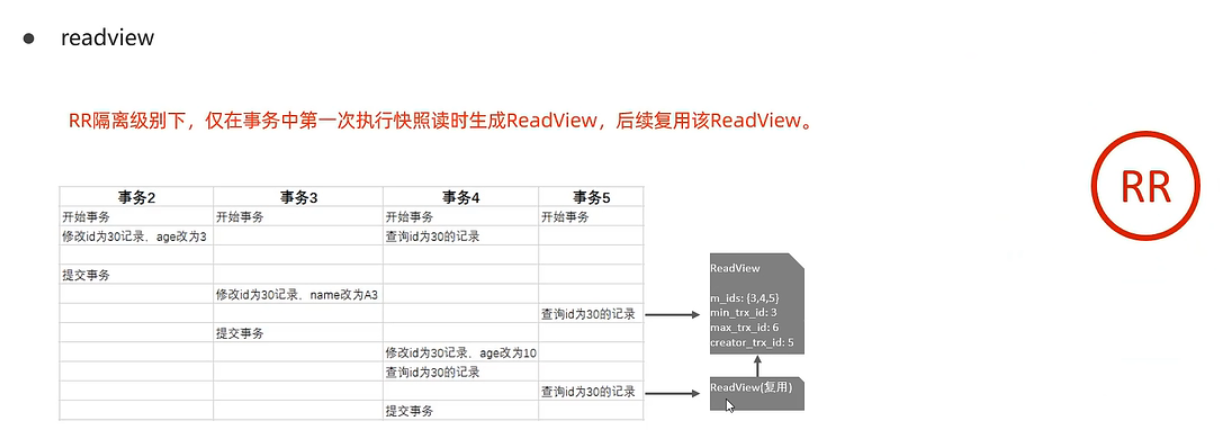 ● readview
RR隔离级别下，仅在事务中第一次执行快照读时生成ReadView，后续复用该ReadView。
RR
事务2 事务3 事务4 事务5
开始事务 开始事务 开始事务 开始事务
修改id为30记录，age改为3 查询id为30的记录
提交事务
修改id为30记录，name改为A3
查询id为30的记录
提交事务
修改id为30记录，age改为10
查询id为30的记录
查询id为30的记录
提交事务
ReadView
m_ids: {3,4,5}
min_trx_id: 3
max_trx_id: 6
creator_trx_id: 5
ReadView(复用)